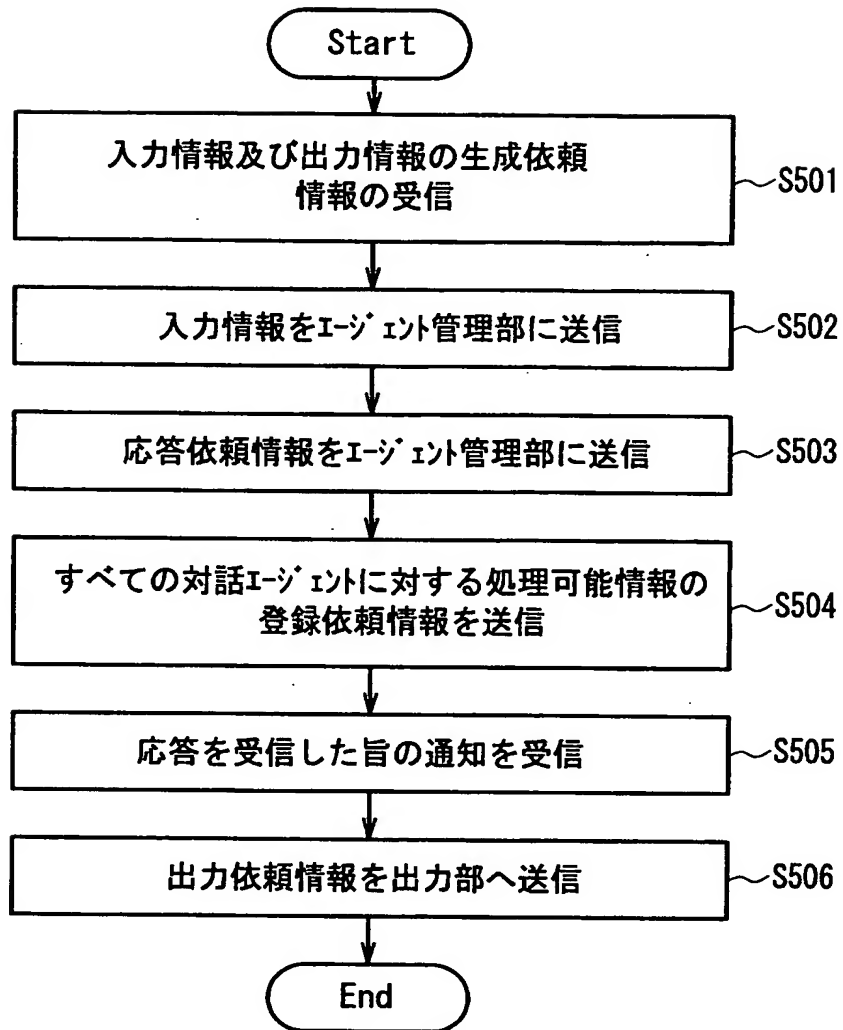 Start
入力情報及び出力情報の生成依頼
情報の受信
S501
入力情報をｴｰｼﾞｪﾝﾄ管理部に送信
S502
応答依頼情報をｴｰｼﾞｪﾝﾄ管理部に送信
S503
すべての対話ｴｰｼﾞｪﾝﾄに対する処理可能情報の
登録依頼情報を送信
S504
応答を受信した旨の通知を受信
S505
出力依頼情報を出力部へ送信
S506
End